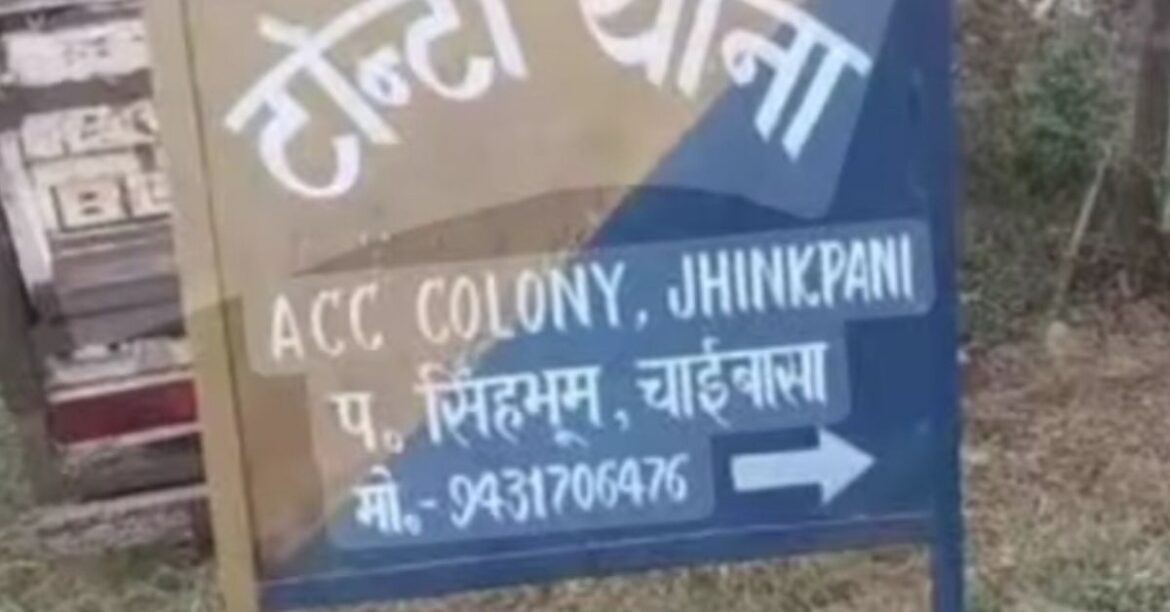 टोन्टो थाना
ACC COLONY, JHINKPANI
प॰ सिंहभूम, चाईबासा
मो॰- 9431706476